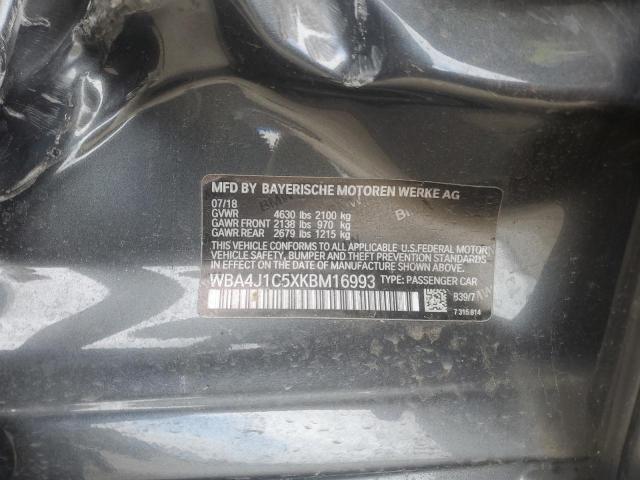 MFD BY BAYERISCHE MOTOREN WERKE AG
07/18
GVWR 4630 lbs 2100 kg
GAWR FRONT 2138 lbs 970 kg
GAWR REAR 2679 lbs 1215 kg
THIS VEHICLE CONFORMS TO ALL APPLICABLE U.S.FEDERAL MOTOR
VEHICLE SAFETY, BUMPER AND THEFT PREVENTION STANDARDS
IN EFFECT ON THE DATE OF MANUFACTURE SHOWN ABOVE.
WBA4J1C5XKBM16993 TYPE: PASSENGER CAR
B39/7
7 315 814